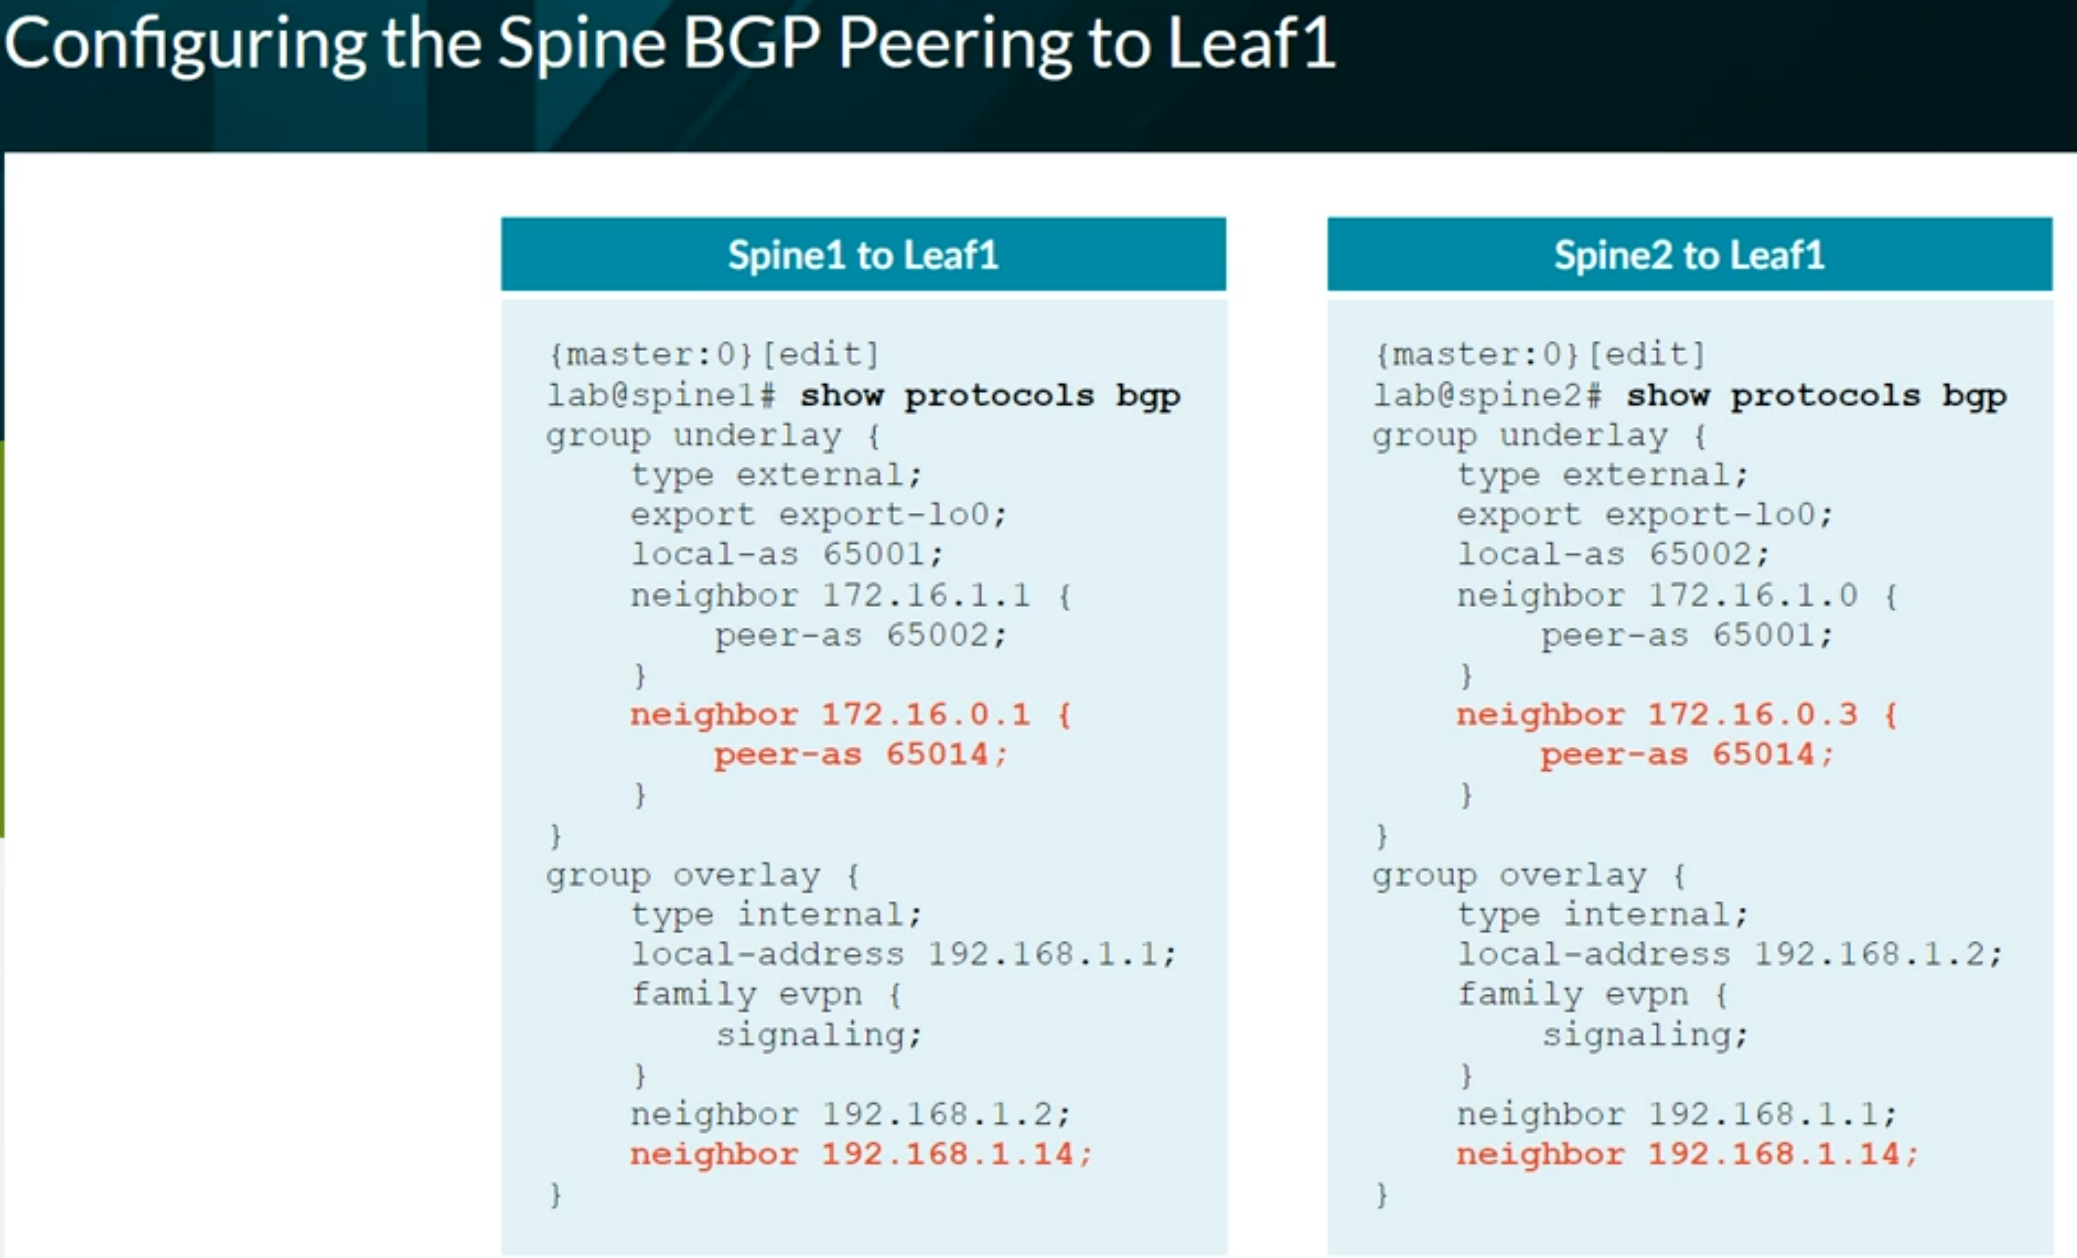 Configuring the Spine BGP Peering to Leaf1
Spine1 to Leaf1
{master:0}[edit]
lab@spine1# show protocols bgp
group underlay {
    type external;
    export export-lo0;
    local-as 65001;
    neighbor 172.16.1.1 {
        peer-as 65002;
    }
    neighbor 172.16.0.1 {
        peer-as 65014;
    }
}
group overlay {
    type internal;
    local-address 192.168.1.1;
    family evpn {
        signaling;
    }
    neighbor 192.168.1.2;
    neighbor 192.168.1.14;
}
Spine2 to Leaf1
{master:0}[edit]
lab@spine2# show protocols bgp
group underlay {
    type external;
    export export-lo0;
    local-as 65002;
    neighbor 172.16.1.0 {
        peer-as 65001;
    }
    neighbor 172.16.0.3 {
        peer-as 65014;
    }
}
group overlay {
    type internal;
    local-address 192.168.1.2;
    family evpn {
        signaling;
    }
    neighbor 192.168.1.1;
    neighbor 192.168.1.14;
}